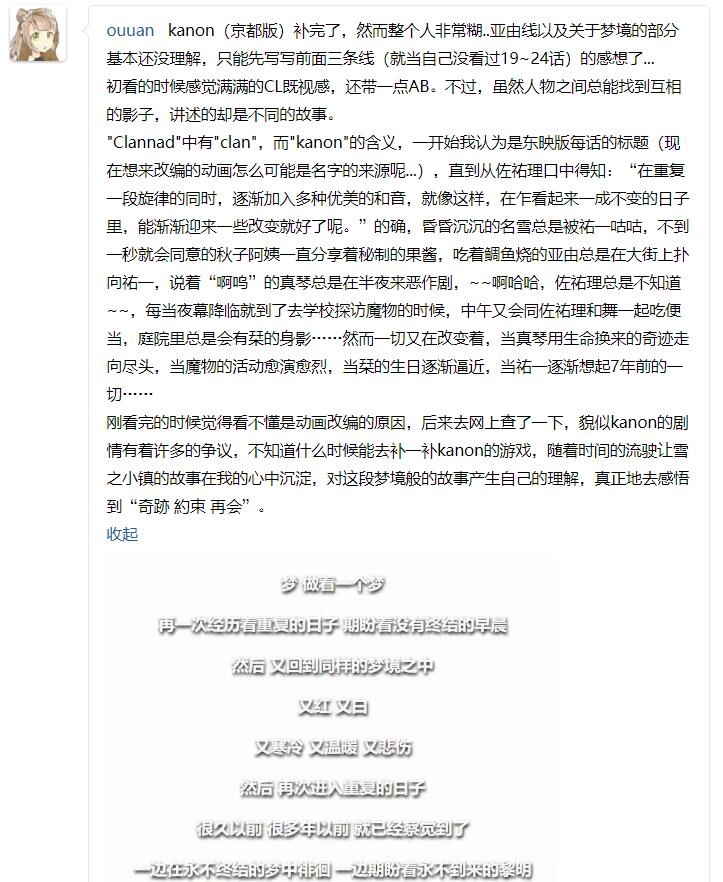 ouuan kanon（京都版）补完了，然而整个人非常糊..亚由线以及关于梦境的部分
基本还没理解，只能先写写前面三条线（就当自己没看过19~24话）的感想了...
初看的时候感觉满满的CL既视感，还带一点AB。不过，虽然人物之间总能找到互相
的影子，讲述的却是不同的故事。
"Clannad"中有"clan"，而"kanon"的含义，一开始我认为是东映版每话的标题（现
在想来改编的动画怎么可能是名字的来源呢...），直到从佐祐理口中得知：“在重复
一段旋律的同时，逐渐加入多种优美的和音，就像这样，在乍看起来一成不变的日子
里，能渐渐迎来一些改变就好了呢。”的确，昏昏沉沉的名雪总是被祐一咕咕，不到
一秒就会同意的秋子阿姨一直分享着秘制的果酱，吃着鲷鱼烧的亚由总是在大街上扑
向祐一，说着“啊呜”的真琴总是在半夜来恶作剧，~~啊哈哈，佐祐理总是不知道
~~，每当夜幕降临就到了去学校探访魔物的时候，中午又会同佐祐理和舞一起吃便
当，庭院里总是会有栞的身影……然而一切又在改变着，当真琴用生命换来的奇迹走
向尽头，当魔物的活动愈演愈烈，当栞的生日逐渐逼近，当祐一逐渐想起7年前的一
切……
刚看完的时候觉得看不懂是动画改编的原因，后来去网上查了一下，貌似kanon的剧
情有着许多的争议，不知道什么时候能去补一补kanon的游戏，随着时间的流驶让雪
之小镇的故事在我的心中沉淀，对这段梦境般的故事产生自己的理解，真正地去感悟
到“奇跡 約束 再会”。
收起
梦 做着一个梦
再一次经历着重复的日子 期盼着没有终结的早晨
然后 又回到同样的梦境之中
又红 又白
又寒冷 又温暖 又悲伤
然后 再次进入重复的日子
很久以前 很多年以前 就已经察觉到了
一边在永不终结的梦中徘徊 一边期盼着永不到来的黎明